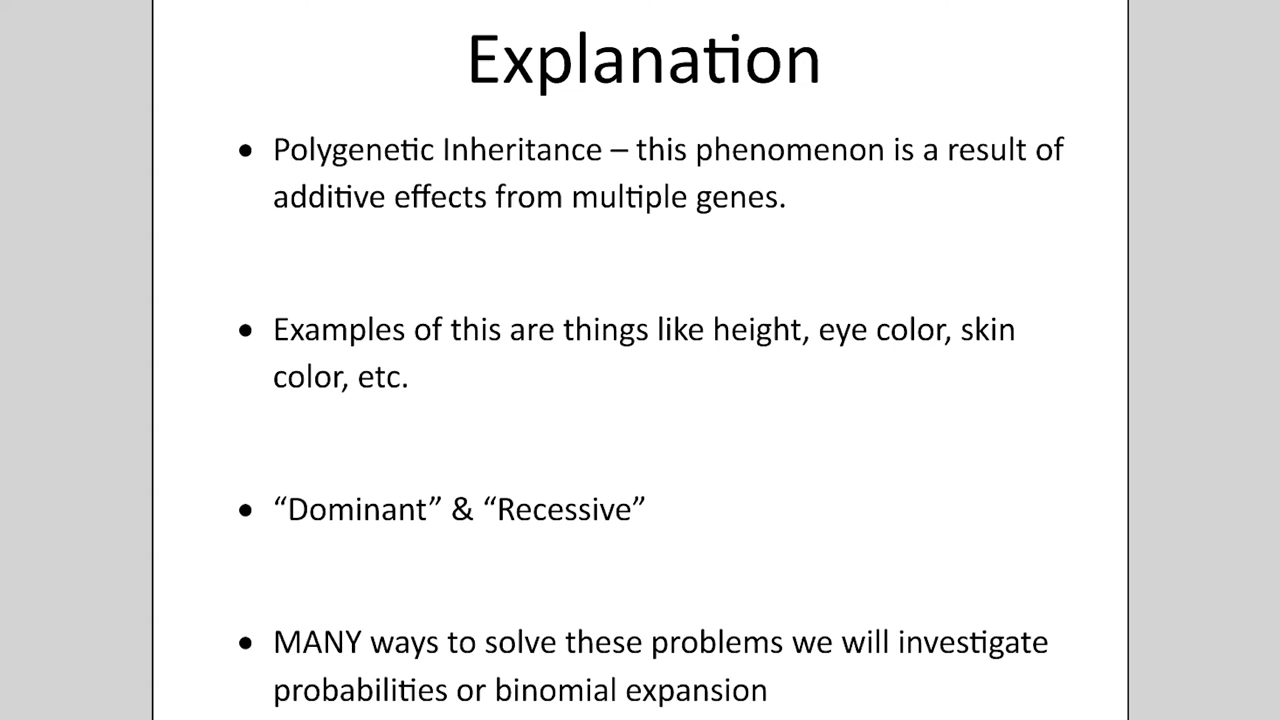 Explanation
• Polygenetic Inheritance – this phenomenon is a result of
additive effects from multiple genes.
• Examples of this are things like height, eye color, skin
color, etc.
• “Dominant” & “Recessive”
• MANY ways to solve these problems we will investigate
probabilities or binomial expansion